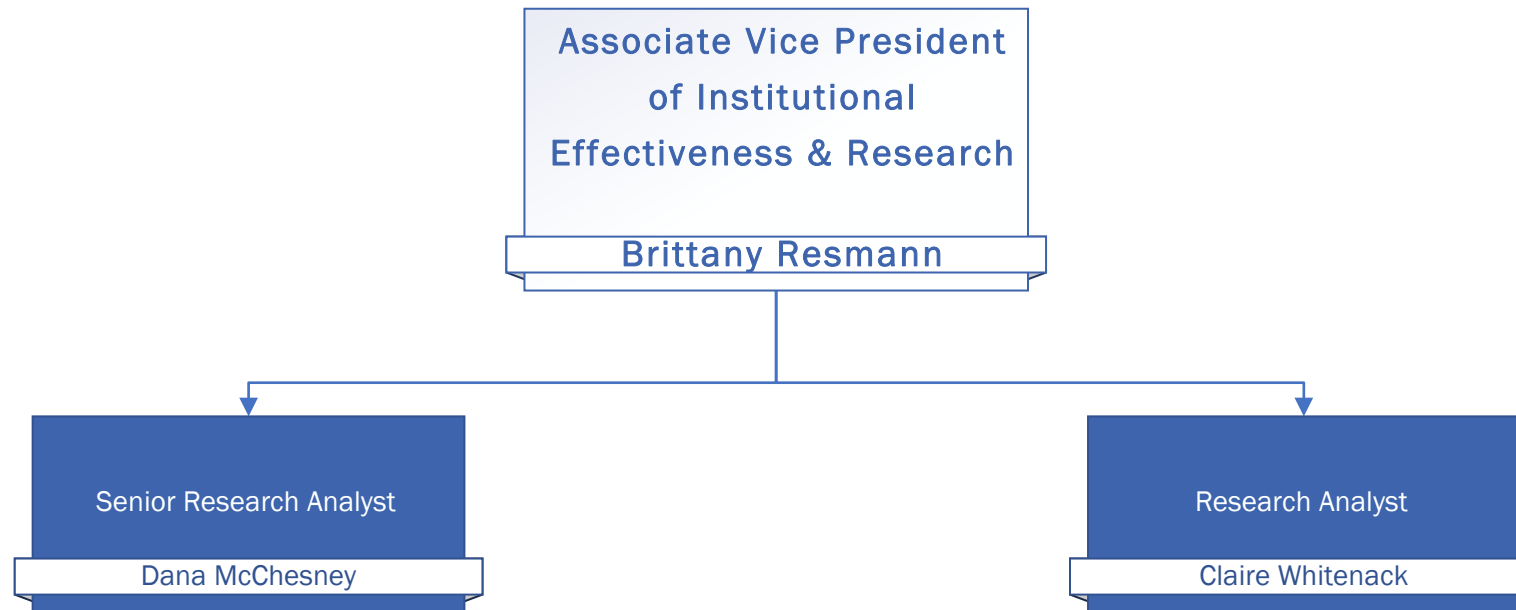 Associate Vice President
of Institutional
Effectiveness & Research
Brittany Resmann
Senior Research Analyst
Dana McChesney
Research Analyst
Claire Whitenack